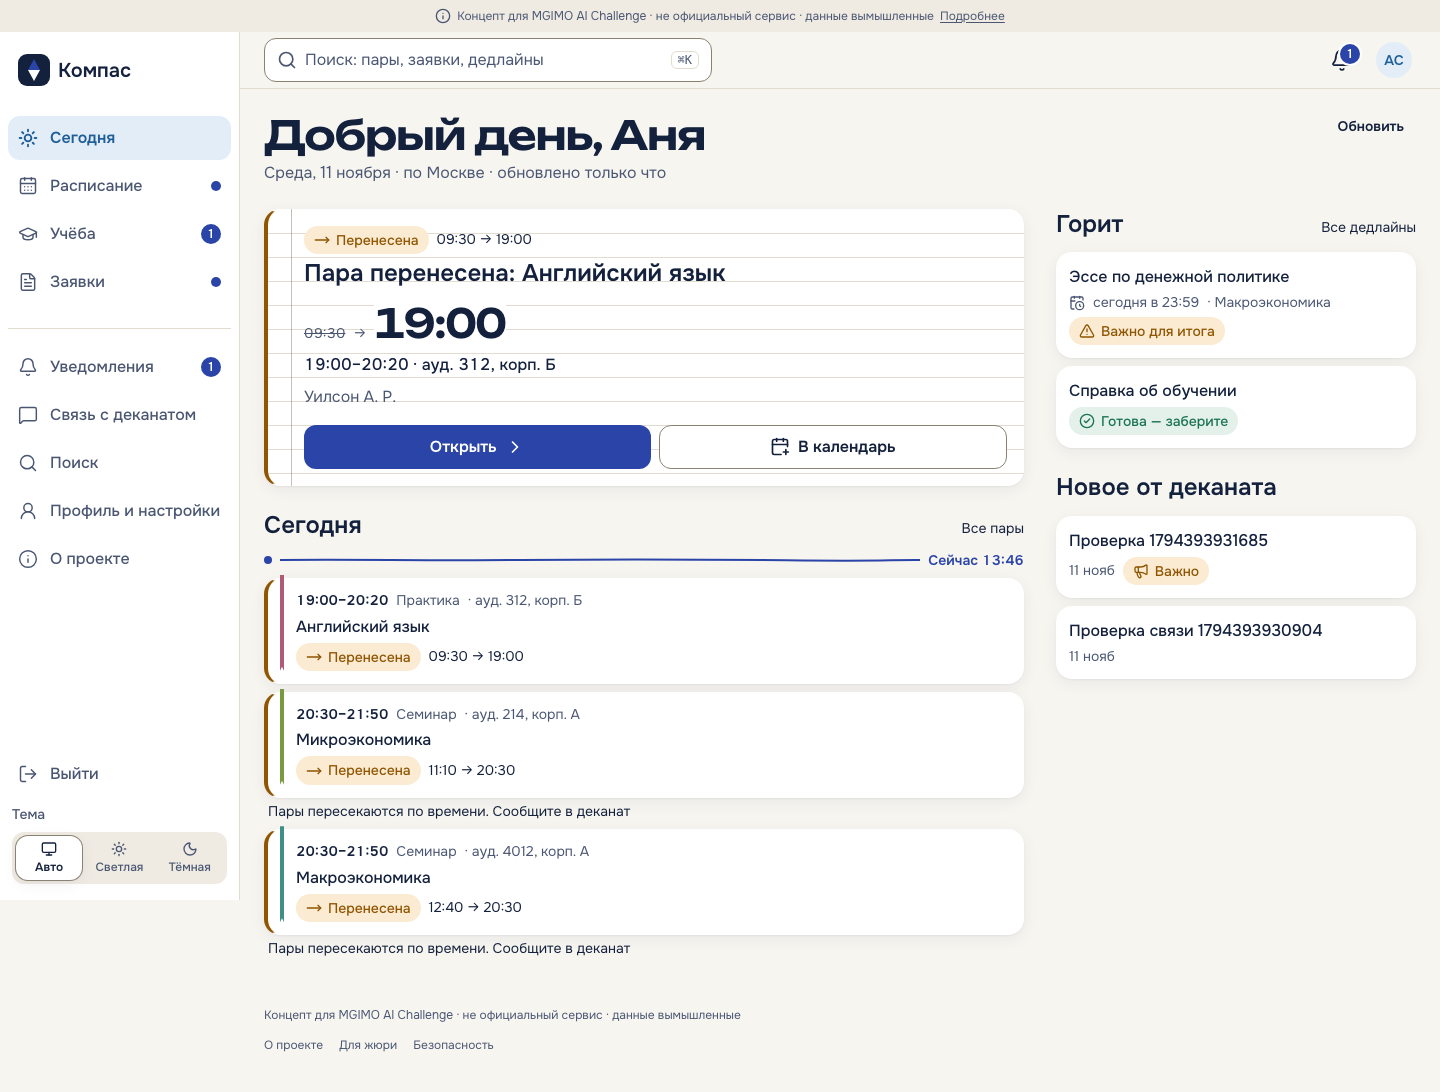 Концепт для MGIMO AI Challenge · не официальный сервис · данные вымышленные Подробнее
Компас
Поиск: пары, заявки, дедлайны
⌘K
1
АС
Сегодня
Расписание
Учёба
1
Заявки
Уведомления
1
Связь с деканатом
Поиск
Профиль и настройки
О проекте
Выйти
Тема
Авто
Светлая
Тёмная
Добрый день, Аня
Обновить
Среда, 11 ноября · по Москве · обновлено только что
→ Перенесена 09:30 → 19:00
Пара перенесена: Английский язык
09:30 → 19:00
19:00–20:20 · ауд. 312, корп. Б
Уилсон А. Р.
Открыть
В календарь
Сегодня
Все пары
Сейчас 13:46
19:00–20:20 Практика · ауд. 312, корп. Б
Английский язык
→ Перенесена 09:30 → 19:00
20:30–21:50 Семинар · ауд. 214, корп. А
Микроэкономика
→ Перенесена 11:10 → 20:30
Пары пересекаются по времени. Сообщите в деканат
20:30–21:50 Семинар · ауд. 4012, корп. А
Макроэкономика
→ Перенесена 12:40 → 20:30
Пары пересекаются по времени. Сообщите в деканат
Горит
Все дедлайны
Эссе по денежной политике
сегодня в 23:59 · Макроэкономика
Важно для итога
Справка об обучении
Готова — заберите
Новое от деканата
Проверка 1794393931685
11 нояб Важно
Проверка связи 1794393930904
11 нояб
Концепт для MGIMO AI Challenge · не официальный сервис · данные вымышленные
О проекте Для жюри Безопасность